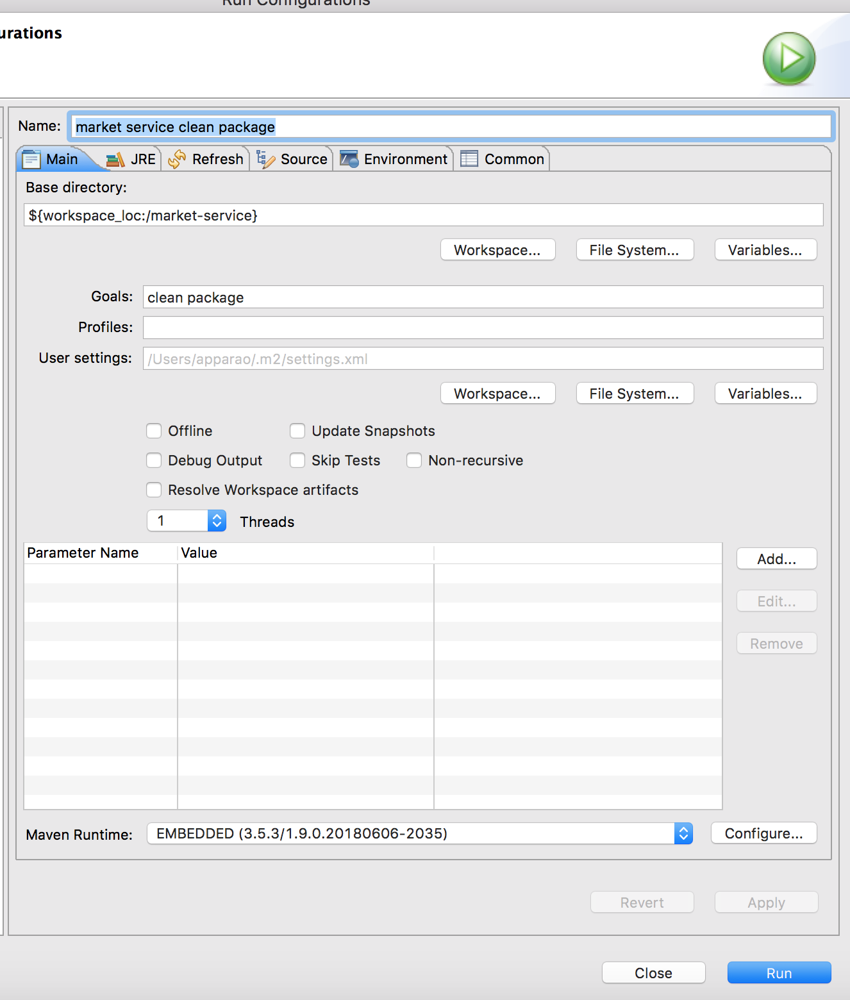 Run Configurations
urations
Name: market service clean package
Main JRE Refresh Source Environment Common
Base directory:
${workspace_loc:/market-service}
Workspace... File System... Variables...
Goals: clean package
Profiles:
User settings: /Users/apparao/.m2/settings.xml
Workspace... File System... Variables...
Offline Update Snapshots
Debug Output Skip Tests Non-recursive
Resolve Workspace artifacts
1 Threads
Parameter Name Value
Add...
Edit...
Remove
Maven Runtime: EMBEDDED (3.5.3/1.9.0.20180606-2035) Configure...
Revert Apply
Close Run